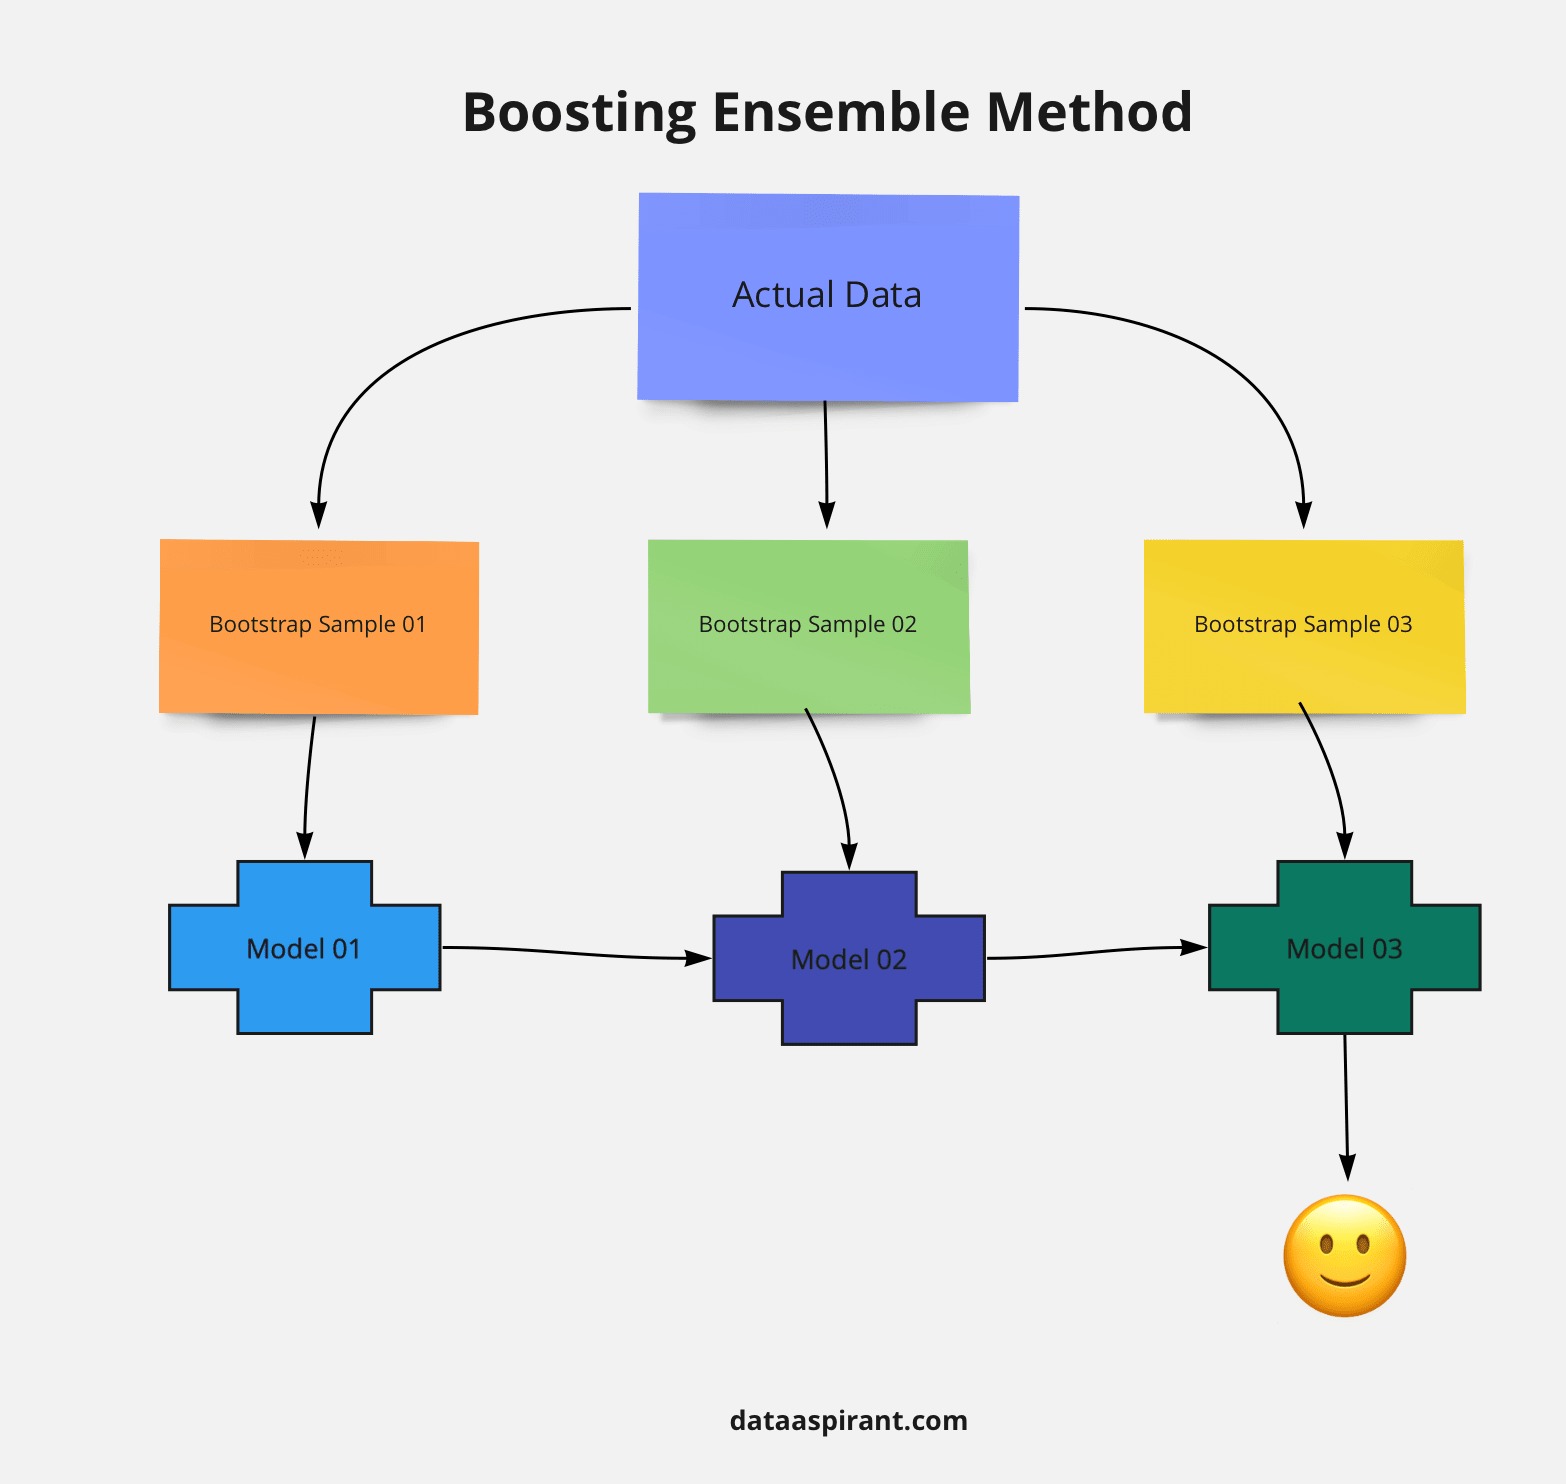 Boosting Ensemble Method
Actual Data
Bootstrap Sample 01
Bootstrap Sample 02
Bootstrap Sample 03
Model 01
Model 02
Model 03
dataaspirant.com